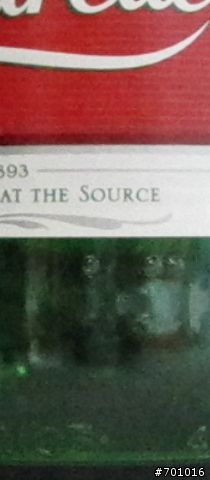 893
AT THE SOURCE
#701016